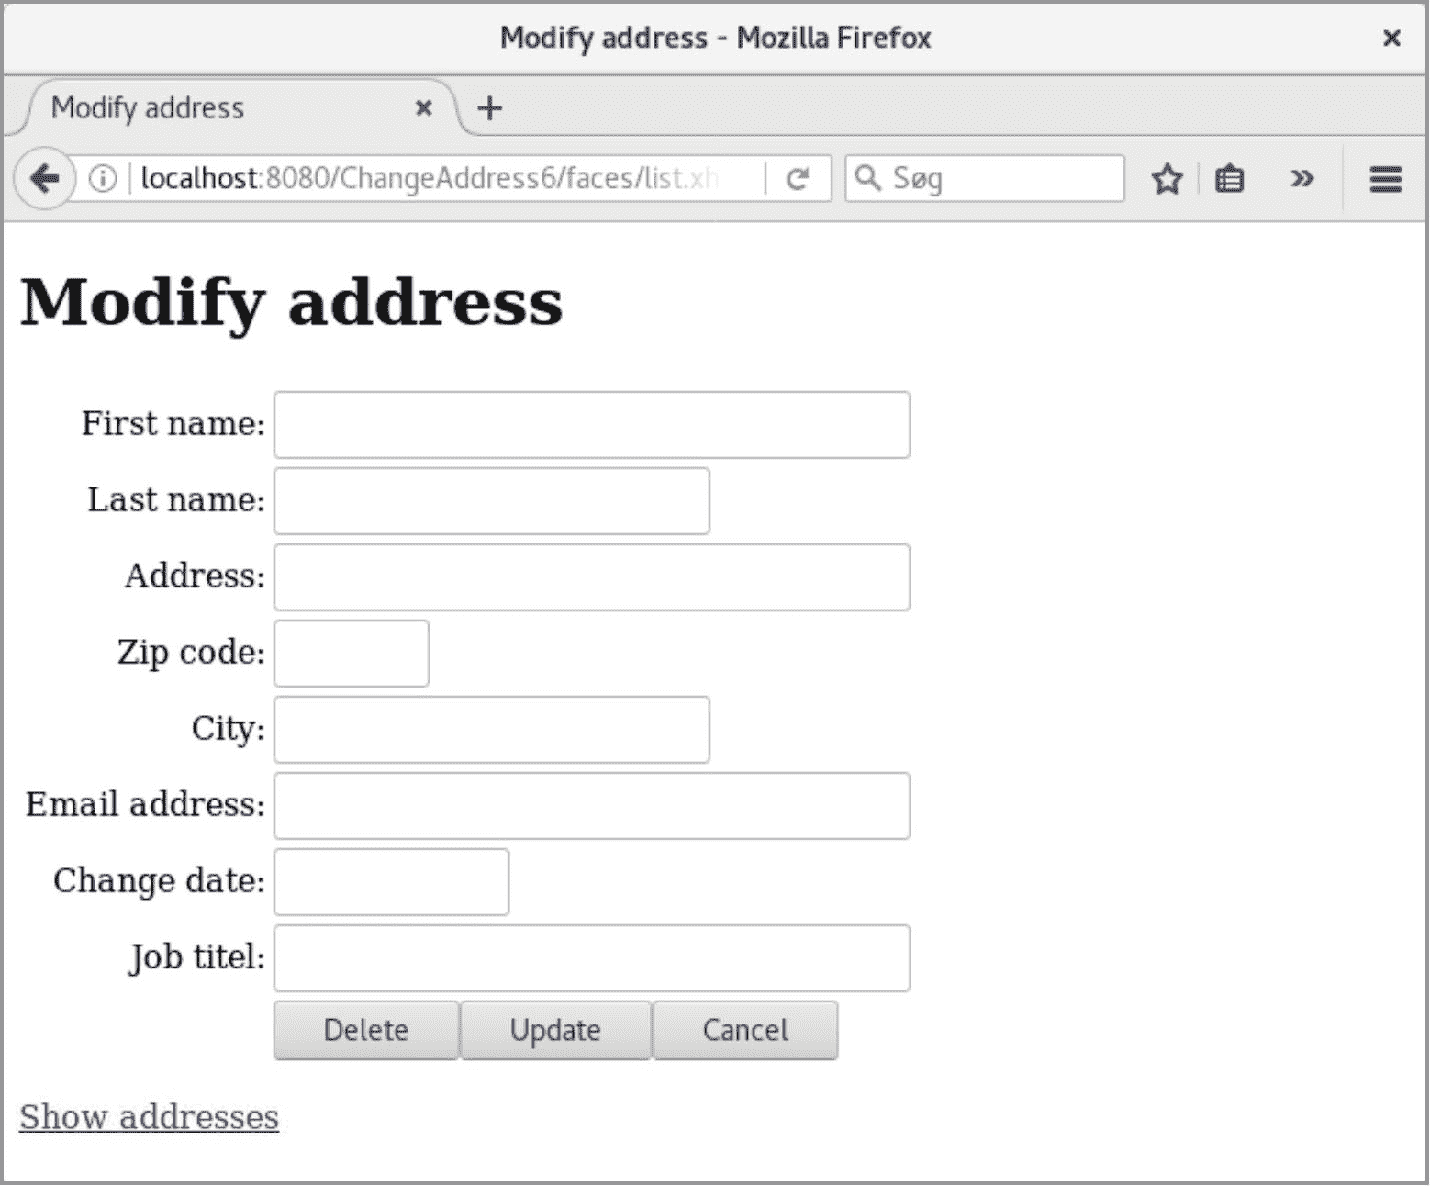 Modify address - Mozilla Firefox
Modify address
localhost:8080/ChangeAddress6/faces/list.xh
Søg
Modify address
First name:
Last name:
Address:
Zip code:
City:
Email address:
Change date:
Job titel:
Delete Update Cancel
Show addresses